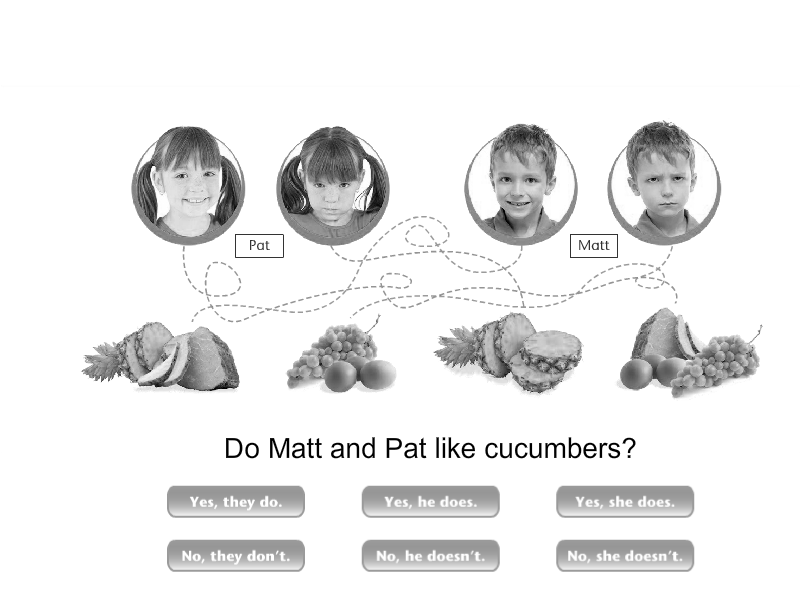 Pat
Matt
Do Matt and Pat like cucumbers?
Yes, they do.
Yes, he does.
Yes, she does.
No, they don't.
No, he doesn't.
No, she doesn't.